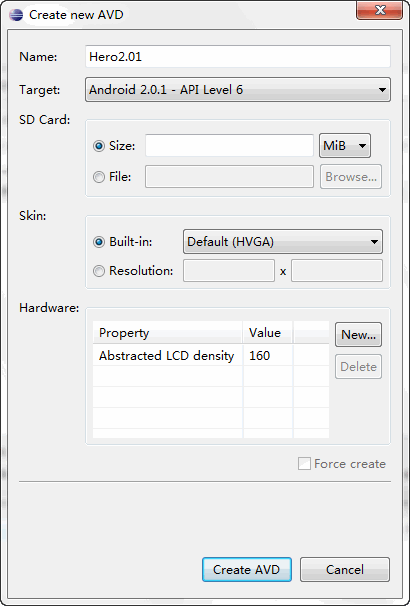 Create new AVD
Name: Hero2.01
Target: Android 2.0.1 - API Level 6
SD Card:
Size: MiB
File: Browse...
Skin:
Built-in: Default (HVGA)
Resolution: x
Hardware:
Property Value New...
Abstracted LCD density 160 Delete
Force create
Create AVD Cancel